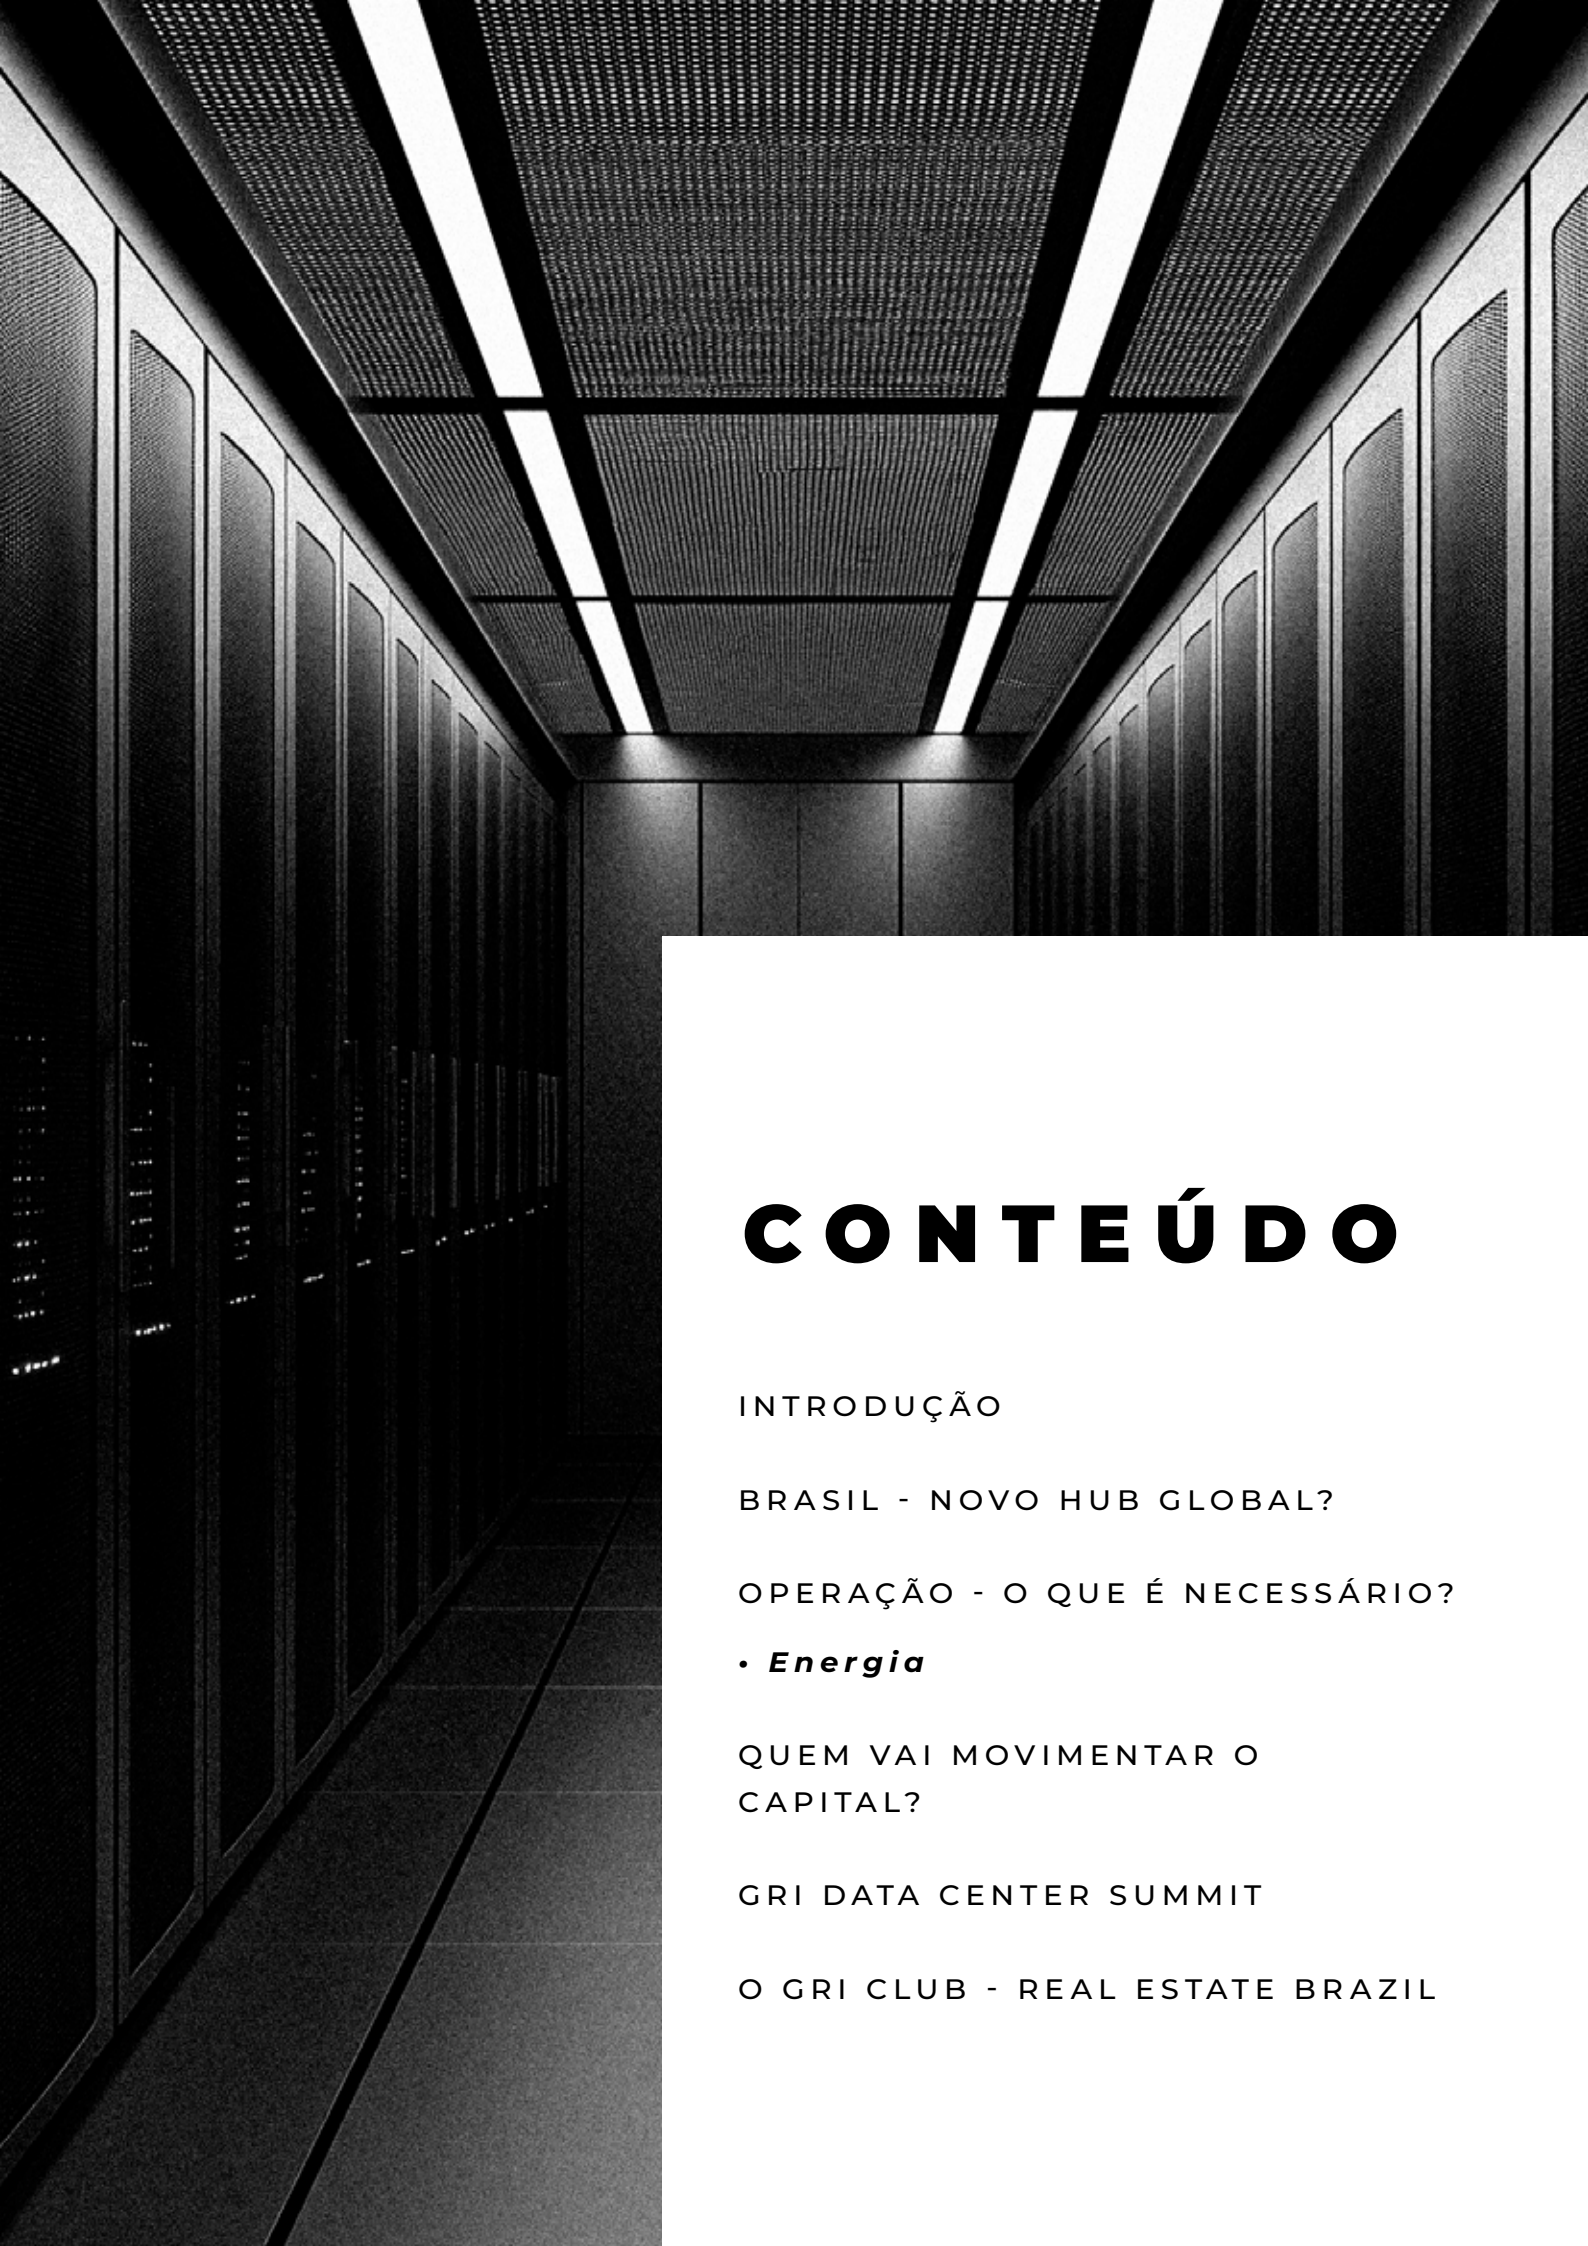 CONTEÚDO
INTRODUÇÃO
BRASIL - NOVO HUB GLOBAL?
OPERAÇÃO - O QUE É NECESSÁRIO?
• Energia
QUEM VAI MOVIMENTAR O
CAPITAL?
GRI DATA CENTER SUMMIT
O GRI CLUB - REAL ESTATE BRAZIL